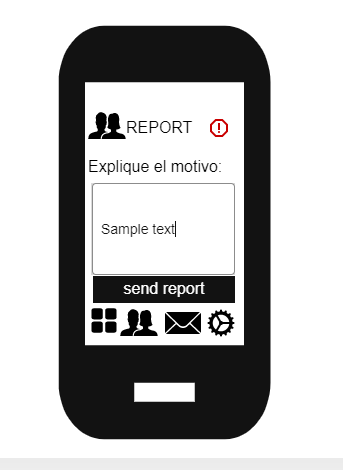 REPORT
Explique el motivo:
Sample text
send report